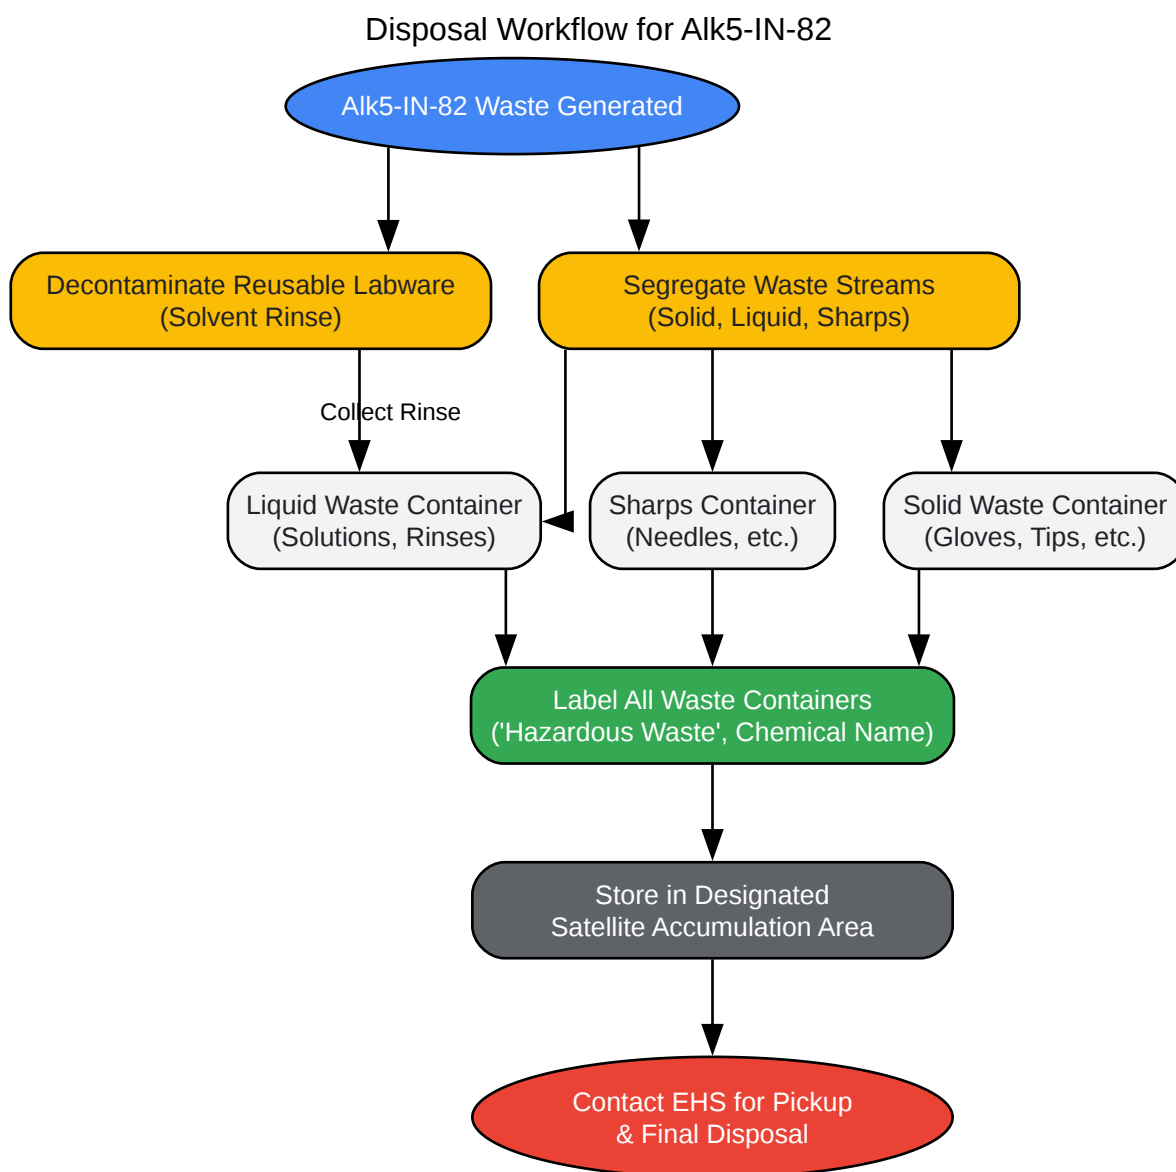 Disposal Workflow for Alk5-IN-82
Alk5-IN-82 Waste Generated
Decontaminate Reusable Labware
(Solvent Rinse)
Segregate Waste Streams
(Solid, Liquid, Sharps)
Collect Rinse
Liquid Waste Container
(Solutions, Rinses)
Sharps Container
(Needles, etc.)
Solid Waste Container
(Gloves, Tips, etc.)
Label All Waste Containers
('Hazardous Waste', Chemical Name)
Store in Designated
Satellite Accumulation Area
Contact EHS for Pickup
& Final Disposal